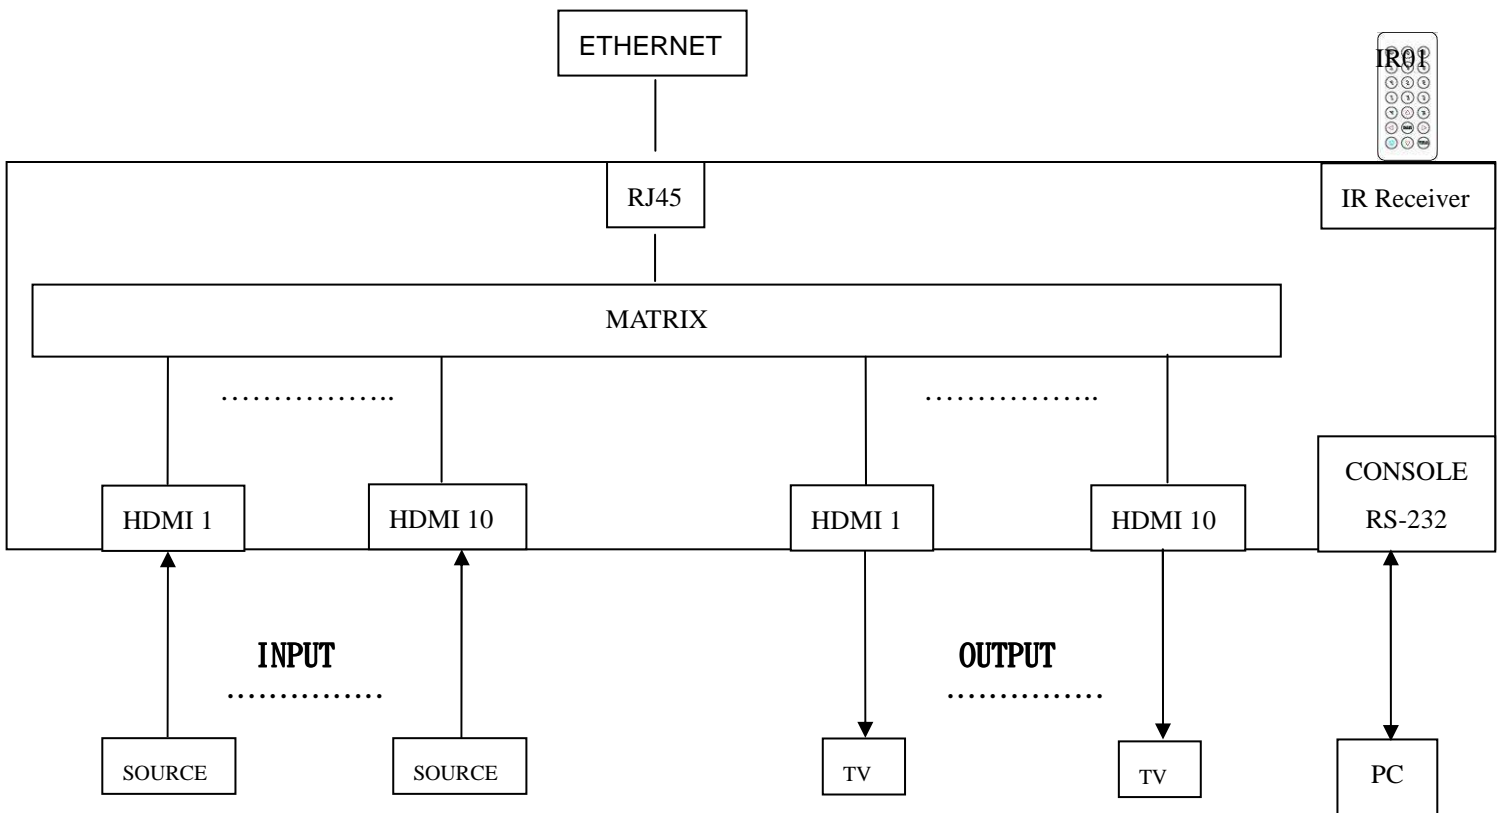 ETHERNET
IR01
RJ45
IR Receiver
MATRIX
……………..
……………..
CONSOLE
RS-232
HDMI 1
HDMI 10
HDMI 1
HDMI 10
INPUT
……………
OUTPUT
……………
SOURCE
SOURCE
TV
TV
PC